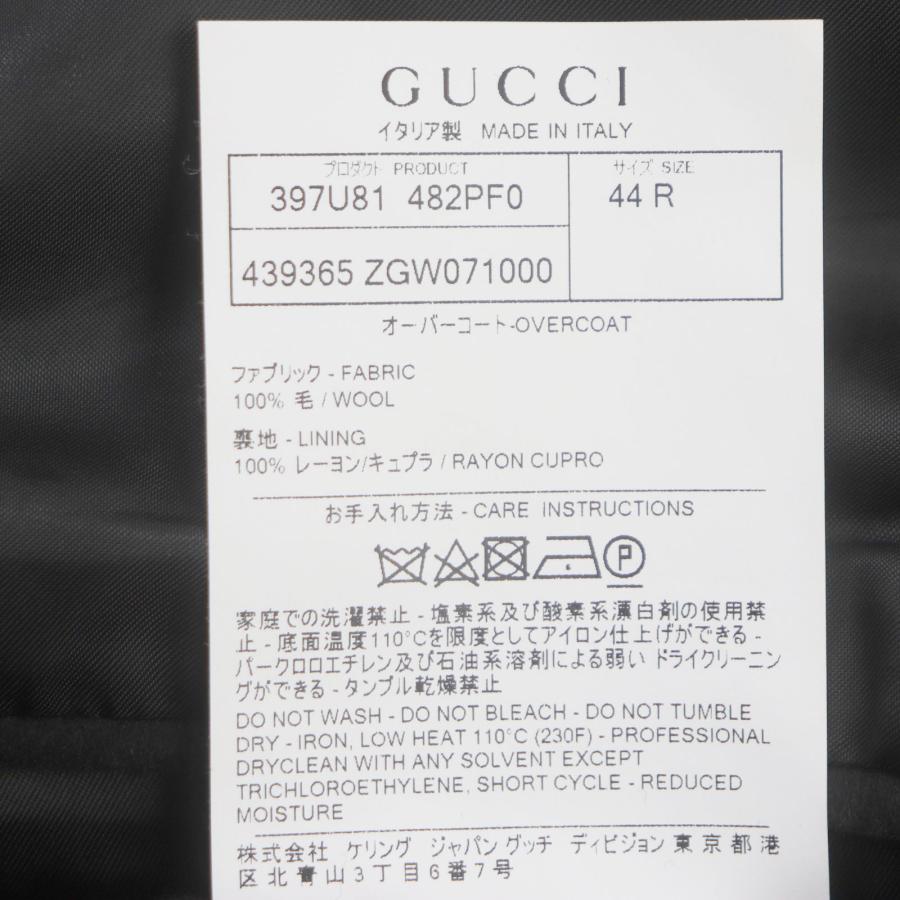 GUCCI
イタリア製 MADE IN ITALY
プロダクト PRODUCT
サイズ SIZE
397U81 482PF0
44 R
439365 ZGW071000
オーバーコート-OVERCOAT
ファブリック - FABRIC
100% 毛 / WOOL
裏地 - LINING
100% レーヨン/キュプラ / RAYON CUPRO
お手入れ方法 - CARE INSTRUCTIONS
P
家庭での洗濯禁止 - 塩素系及び酸素系漂白剤の使用禁
止 - 底面温度110°Cを限度としてアイロン仕上げができる -
パークロロエチレン及び石油系溶剤による弱い ドライクリーニン
グができる - タンブル乾燥禁止
DO NOT WASH - DO NOT BLEACH - DO NOT TUMBLE
DRY - IRON, LOW HEAT 110°C (230F) - PROFESSIONAL
DRYCLEAN WITH ANY SOLVENT EXCEPT
TRICHLOROETHYLENE, SHORT CYCLE - REDUCED
MOISTURE
株式会社 ケリング ジャパン グッチ ディビジョン 東京都港
区北青山3丁目6番7号